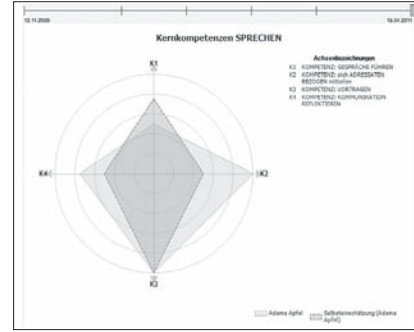 12.11.2009 19.04.2011
Kernkompetenzen SPRECHEN
Achsenbezeichnungen
K1 KOMPETENZ: GESPRÄCHE FÜHREN
K2 KOMPETENZ: sich ADRESSATEN
BEZOGEN mitteilen
K3 KOMPETENZ: VORTRAGEN
K4 KOMPETENZ: KOMMUNIKATION
REFLEKTIEREN
K1
K4
K2
K3
Adama Apfel Selbsteinschätzung (Adama
Apfel)